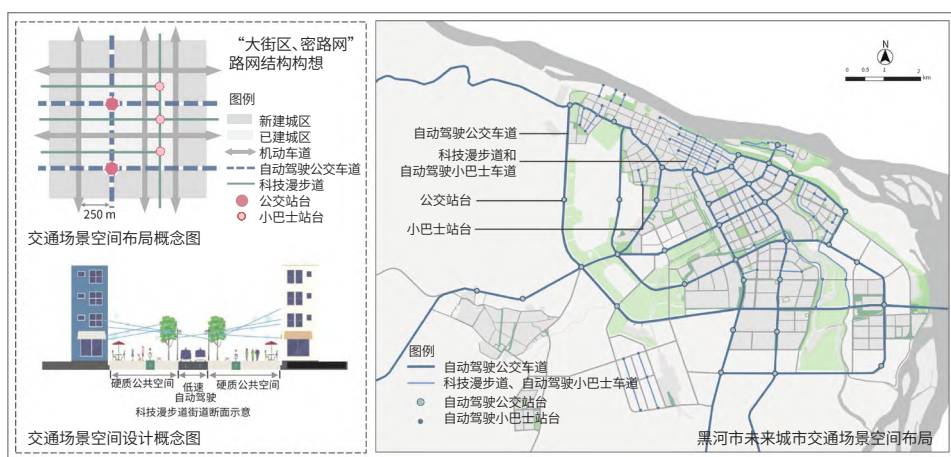 “大街区、密路网”
路网结构构想
图例
新建城区
已建城区
机动车道
自动驾驶公交车道
科技漫步道
公交站台
小巴士站台
250 m
交通场景空间布局概念图
硬质公共空间
低速
自动驾驶
硬质公共空间
科技漫步道街道断面示意
交通场景空间设计概念图
N
0 0.5 1 2
km
自动驾驶公交车道
科技漫步道和
自动驾驶小巴士车道
公交站台
小巴士站台
图例
自动驾驶公交车道
科技漫步道、自动驾驶小巴士车道
自动驾驶公交站台
自动驾驶小巴士站台
黑河市未来城市交通场景空间布局